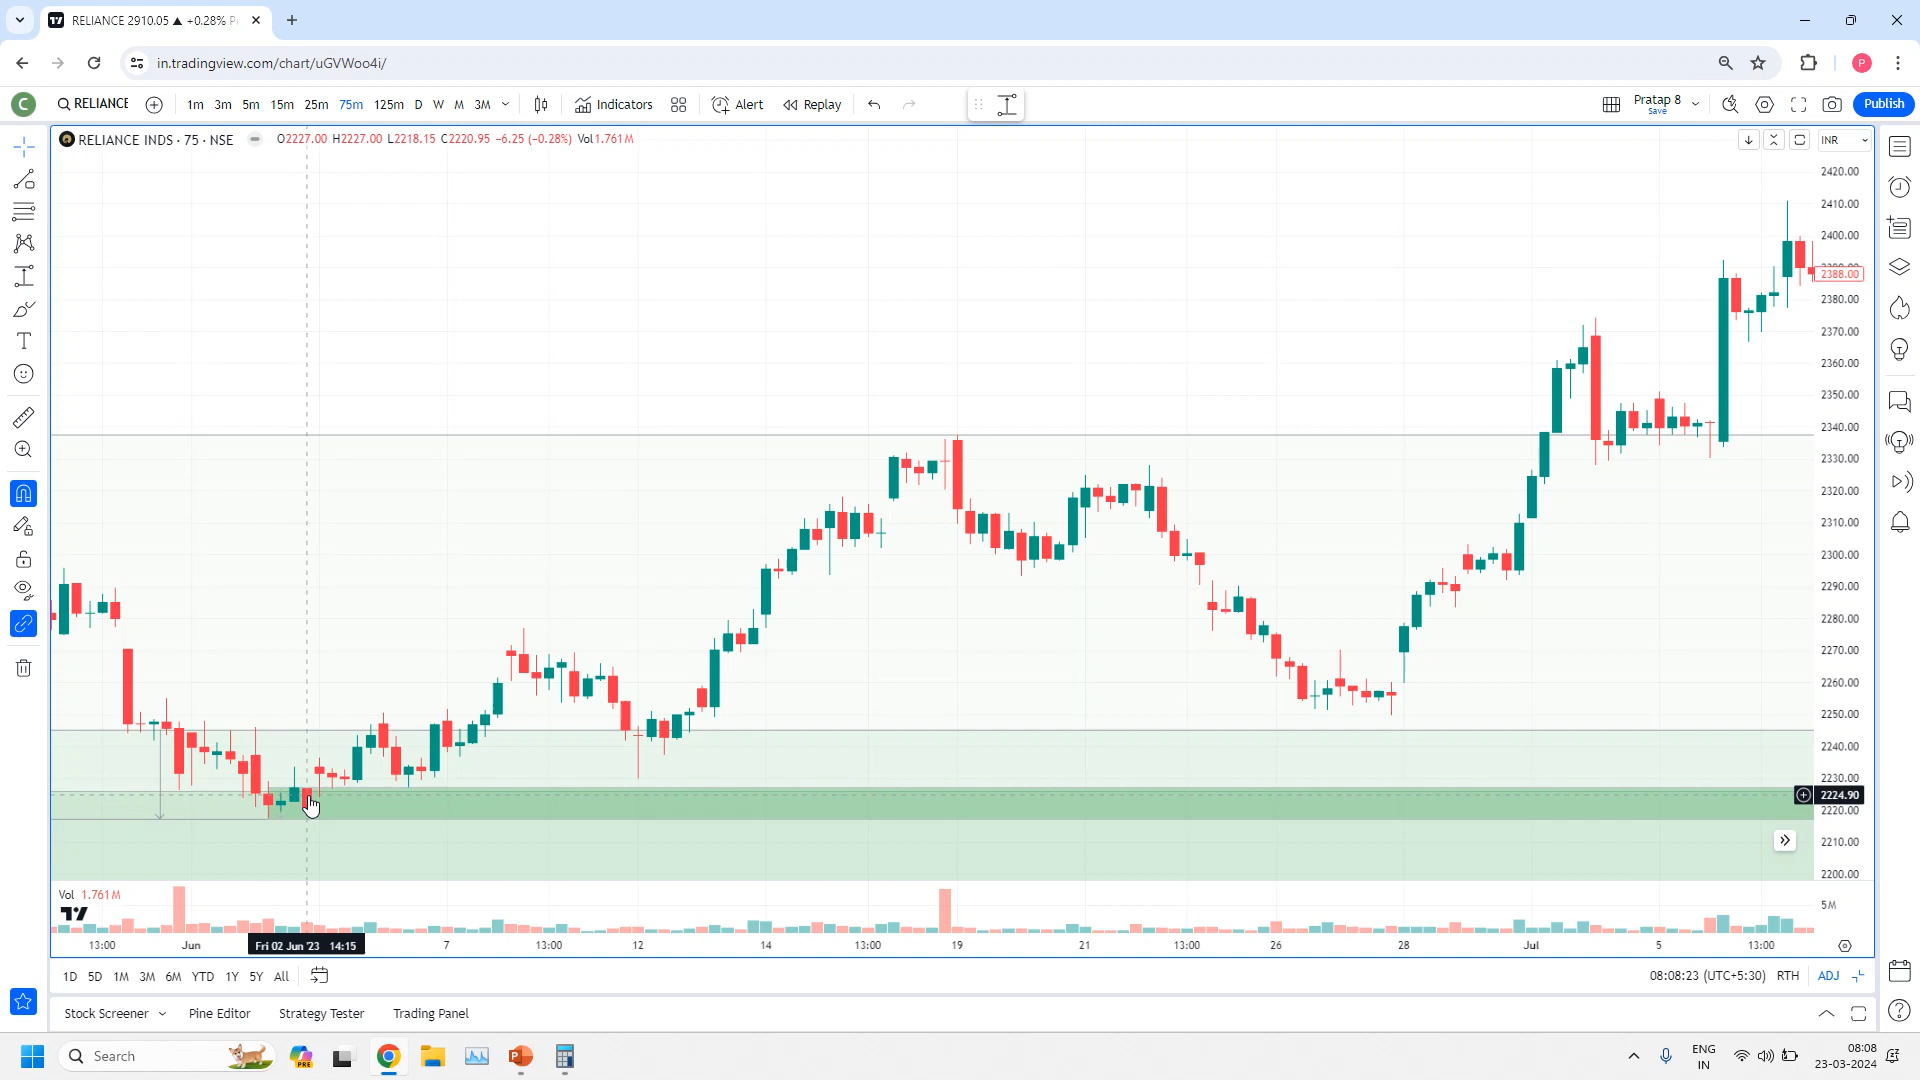 RELIANCE 2910.05 ▲ +0.28% P
in.tradingview.com/chart/uGVWoo4i/
P
C
RELIANCE
1m 3m 5m 15m 25m 75m 125m D W M 3M
Indicators
Alert
Replay
Pratap 8
Save
Publish
RELIANCE INDS · 75 · NSE
O2227.00 H2227.00 L2218.15 C2220.95 −6.25 (−0.28%) Vol1.761M
INR
2420.00
2410.00
2400.00
2388.00
2380.00
2370.00
2360.00
2350.00
2340.00
2330.00
2320.00
2310.00
2300.00
2290.00
2280.00
2270.00
2260.00
2250.00
2240.00
2230.00
2224.90
2220.00
2210.00
2200.00
Vol 1.761M
5M
13:00 Jun Fri 02 Jun '23 14:15 7 13:00 12 14 13:00 19 21 13:00 26 28 Jul 5 13:00
1D 5D 1M 3M 6M YTD 1Y 5Y All
08:08:23 (UTC+5:30) RTH ADJ
Stock Screener Pine Editor Strategy Tester Trading Panel
Search
PRE
ENG
IN
08:08
23-03-2024